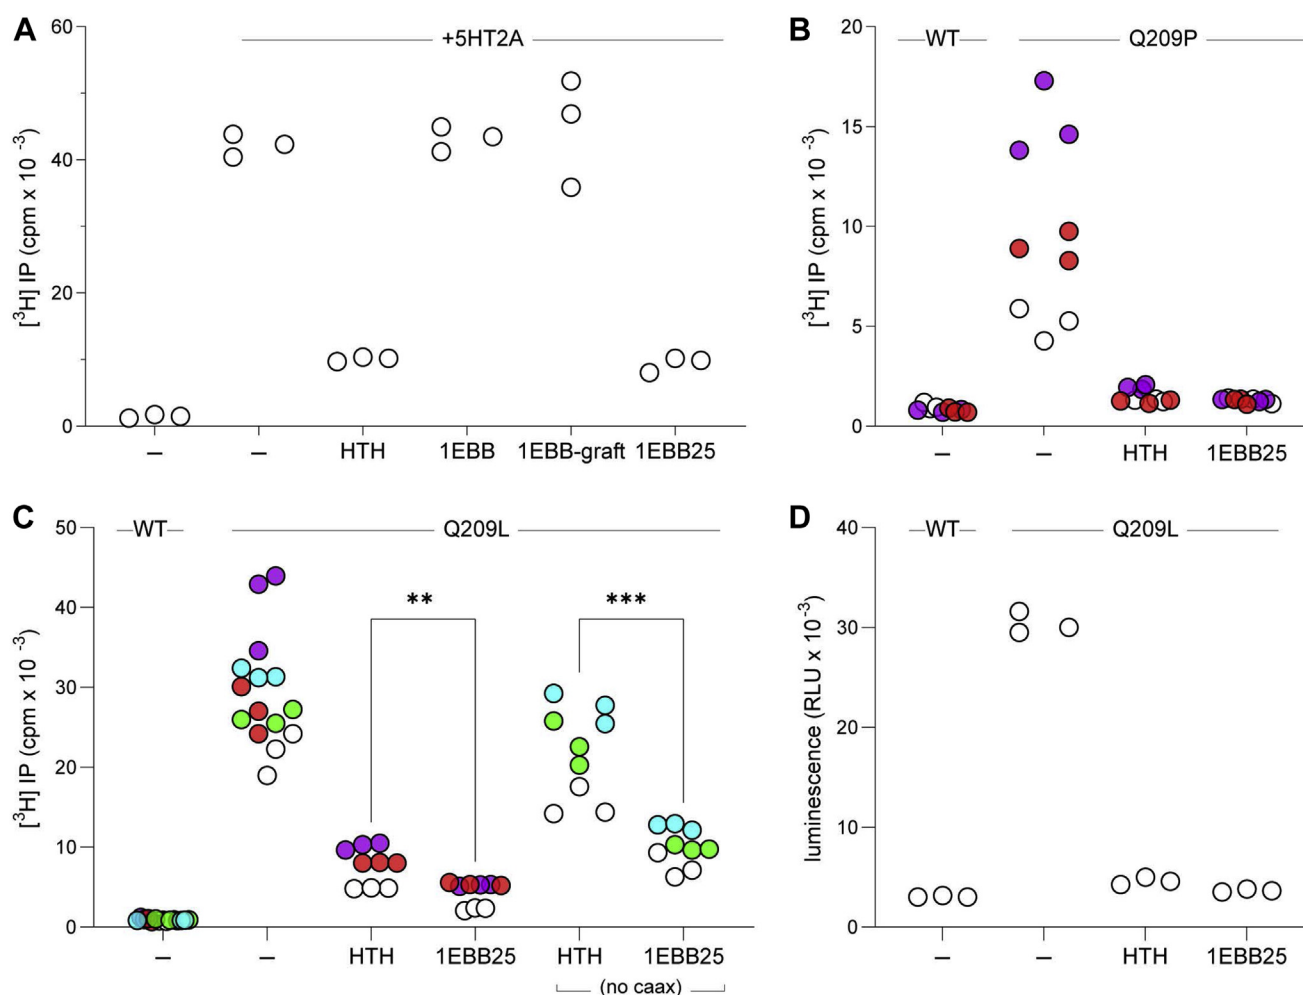 A
+5HT2A
60
40
20
0
[³H] IP (cpm x 10 ⁻³)
– – HTH 1EBB 1EBB-graft 1EBB25
B
WT Q209P
20
15
10
5
0
[³H] IP (cpm x 10 ⁻³)
– – HTH 1EBB25
C
WT Q209L
50
40
30
20
10
0
[³H] IP (cpm x 10 ⁻³)
** ***
– – HTH 1EBB25 HTH 1EBB25
(no caax)
D
WT Q209L
40
30
20
10
0
luminescence (RLU x 10⁻³)
– – HTH 1EBB25